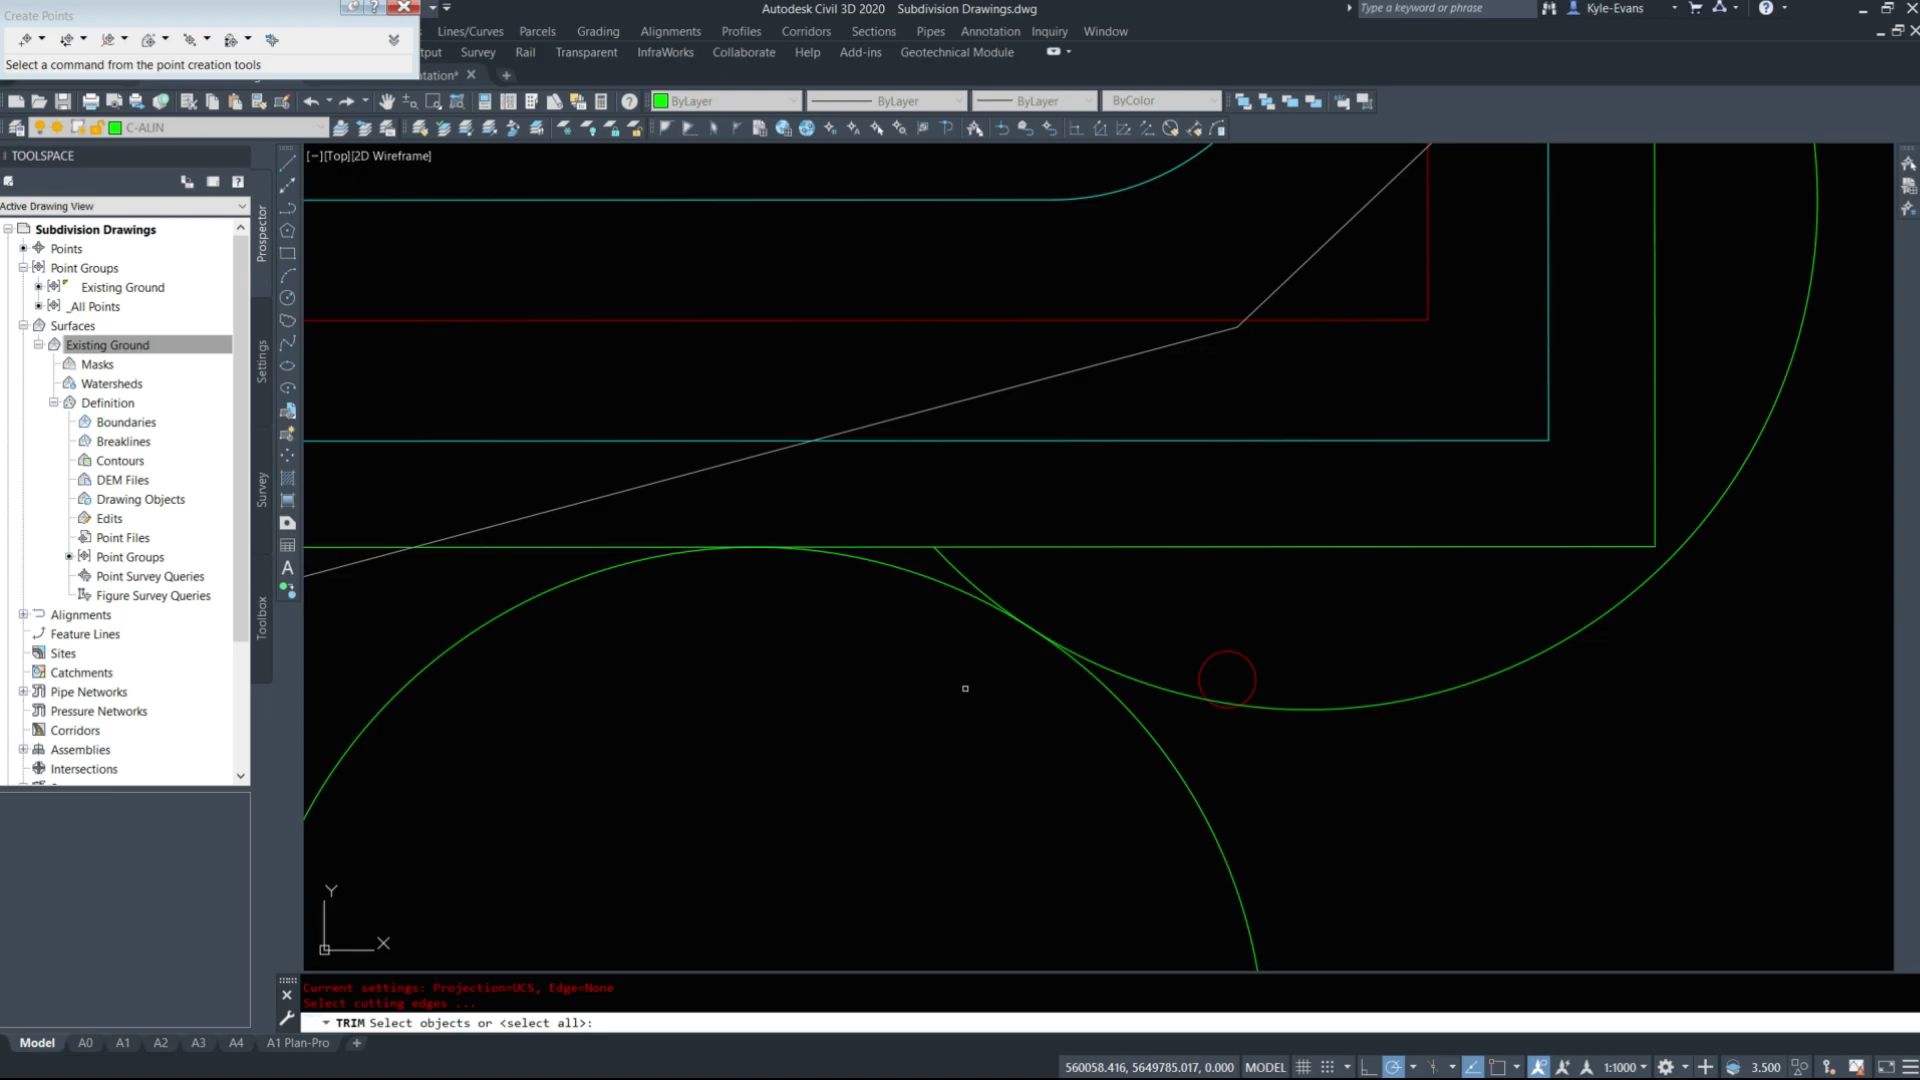 Create Points
Autodesk Civil 3D 2020 Subdivision Drawings.dwg
Type a keyword or phrase
Kyle-Evans
Lines/Curves Parcels Grading Alignments Profiles Corridors Sections Pipes Annotation Inquiry Window
tput Survey Rail Transparent InfraWorks Collaborate Help Add-ins Geotechnical Module
Select a command from the point creation tools
tation*
ByLayer
ByLayer
ByLayer
ByColor
C-ALIN
TOOLSPACE
[−][Top][2D Wireframe]
Active Drawing View
Subdivision Drawings
Points
Point Groups
Existing Ground
_All Points
Surfaces
Existing Ground
Masks
Watersheds
Definition
Boundaries
Breaklines
Contours
DEM Files
Drawing Objects
Edits
Point Files
Point Groups
Point Survey Queries
Figure Survey Queries
Alignments
Feature Lines
Sites
Catchments
Pipe Networks
Pressure Networks
Corridors
Assemblies
Intersections
Prospector
Settings
Survey
Toolbox
Y
X
Current settings: Projection=UCS, Edge=None
Select cutting edges ...
TRIM Select objects or <select all>:
Model A0 A1 A2 A3 A4 A1 Plan-Pro +
560058.416, 5649785.017, 0.000 MODEL 1:1000 3.500